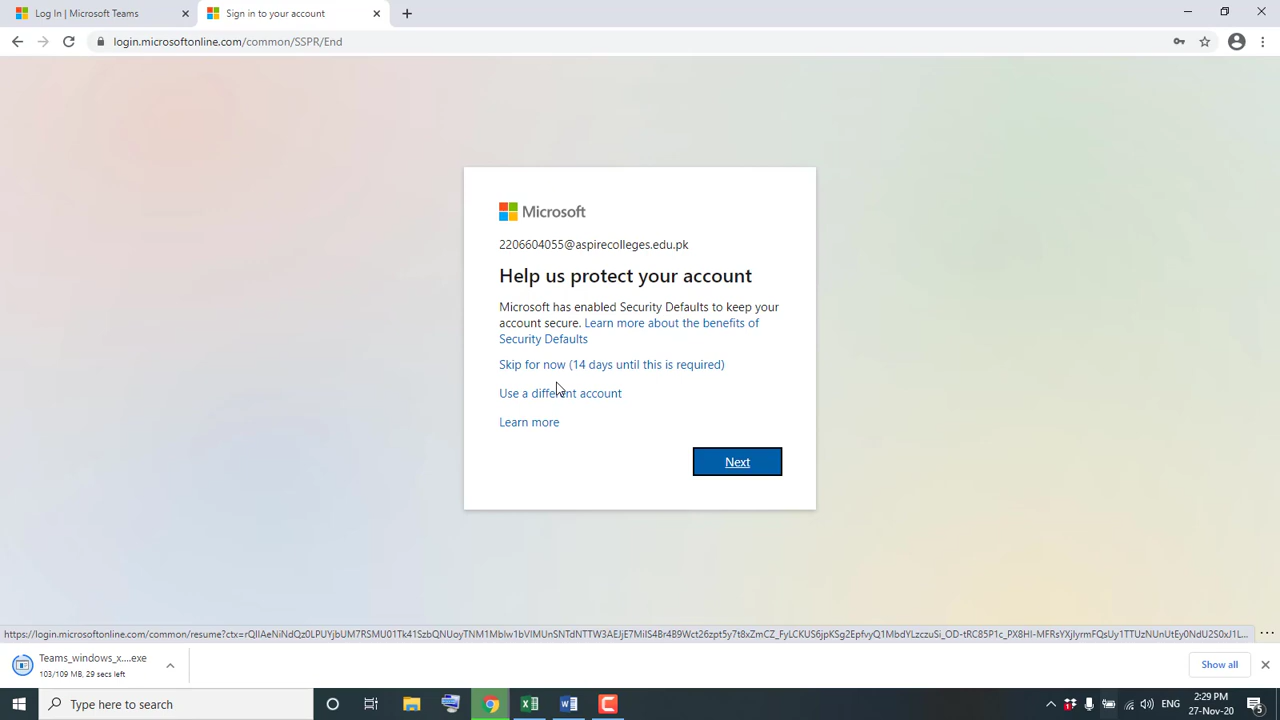 Log In | Microsoft Teams
Sign in to your account
login.microsoftonline.com/common/SSPR/End
Microsoft
2206604055@aspirecolleges.edu.pk
Help us protect your account
Microsoft has enabled Security Defaults to keep your
account secure. Learn more about the benefits of
Security Defaults
Skip for now (14 days until this is required)
Use a different account
Learn more
Next
Teams_windows_x....exe
103/109 MB, 29 secs left
Show all
Type here to search
ENG
2:29 PM
27-Nov-20